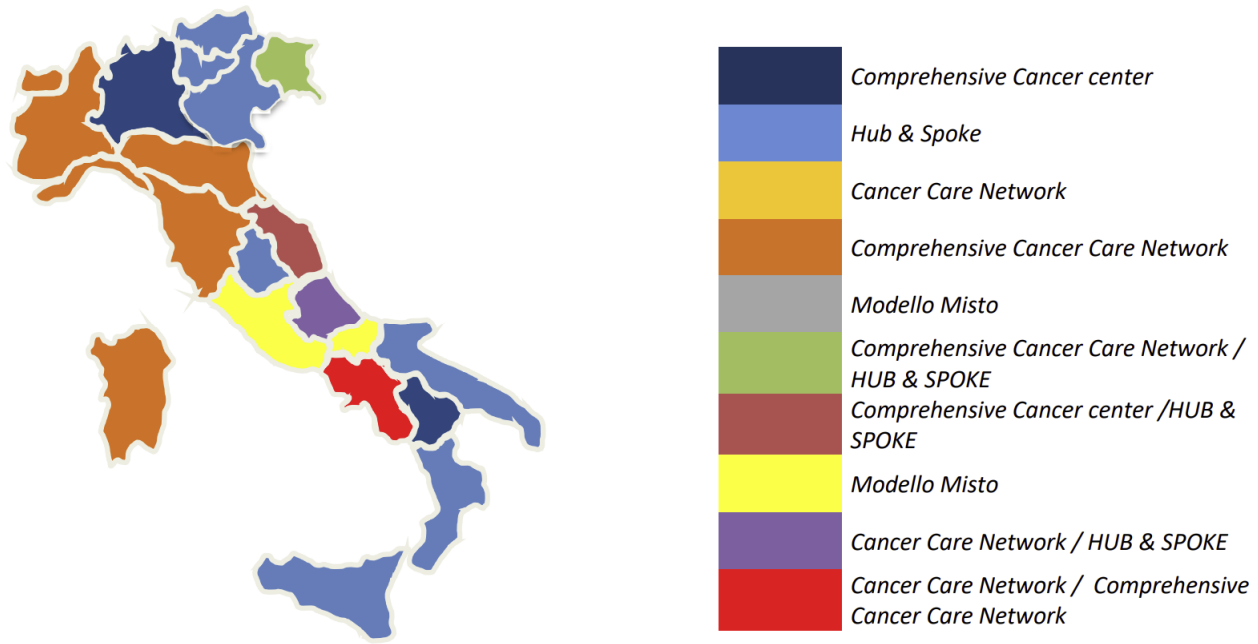 Comprehensive Cancer center
Hub & Spoke
Cancer Care Network
Comprehensive Cancer Care Network
Modello Misto
Comprehensive Cancer Care Network /
HUB & SPOKE
Comprehensive Cancer center /HUB &
SPOKE
Modello Misto
Cancer Care Network / HUB & SPOKE
Cancer Care Network /  Comprehensive
Cancer Care Network